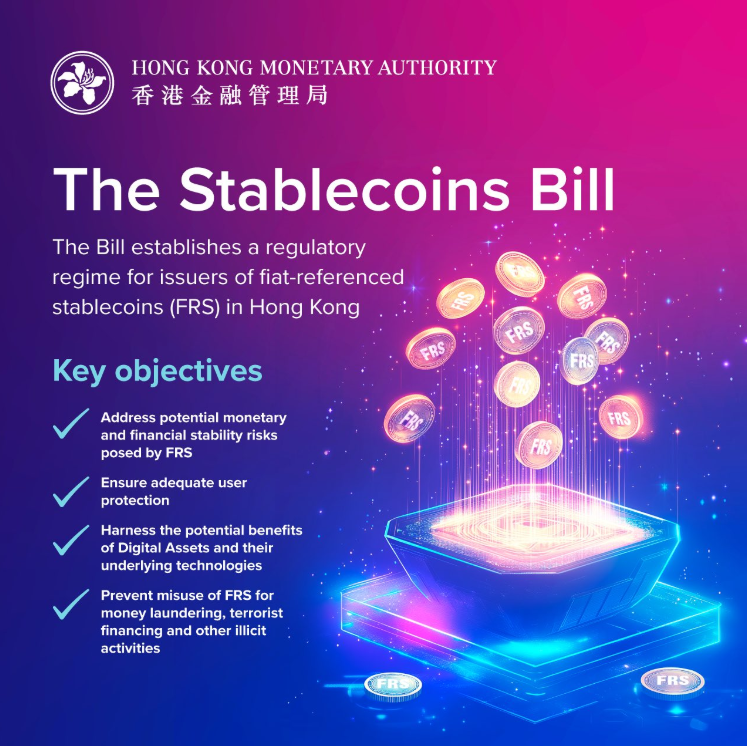 HONG KONG MONETARY AUTHORITY
香港金融管理局
The Stablecoins Bill
The Bill establishes a regulatory
regime for issuers of fiat-referenced
stablecoins (FRS) in Hong Kong
Key objectives
Address potential monetary
and financial stability risks
posed by FRS
Ensure adequate user
protection
Harness the potential benefits
of Digital Assets and their
underlying technologies
Prevent misuse of FRS for
money laundering, terrorist
financing and other illicit
activities
FRS
FRS
FRS
FRS
FRS
FRS
FRS
FRS
FRS
FRS
FRS
FRS